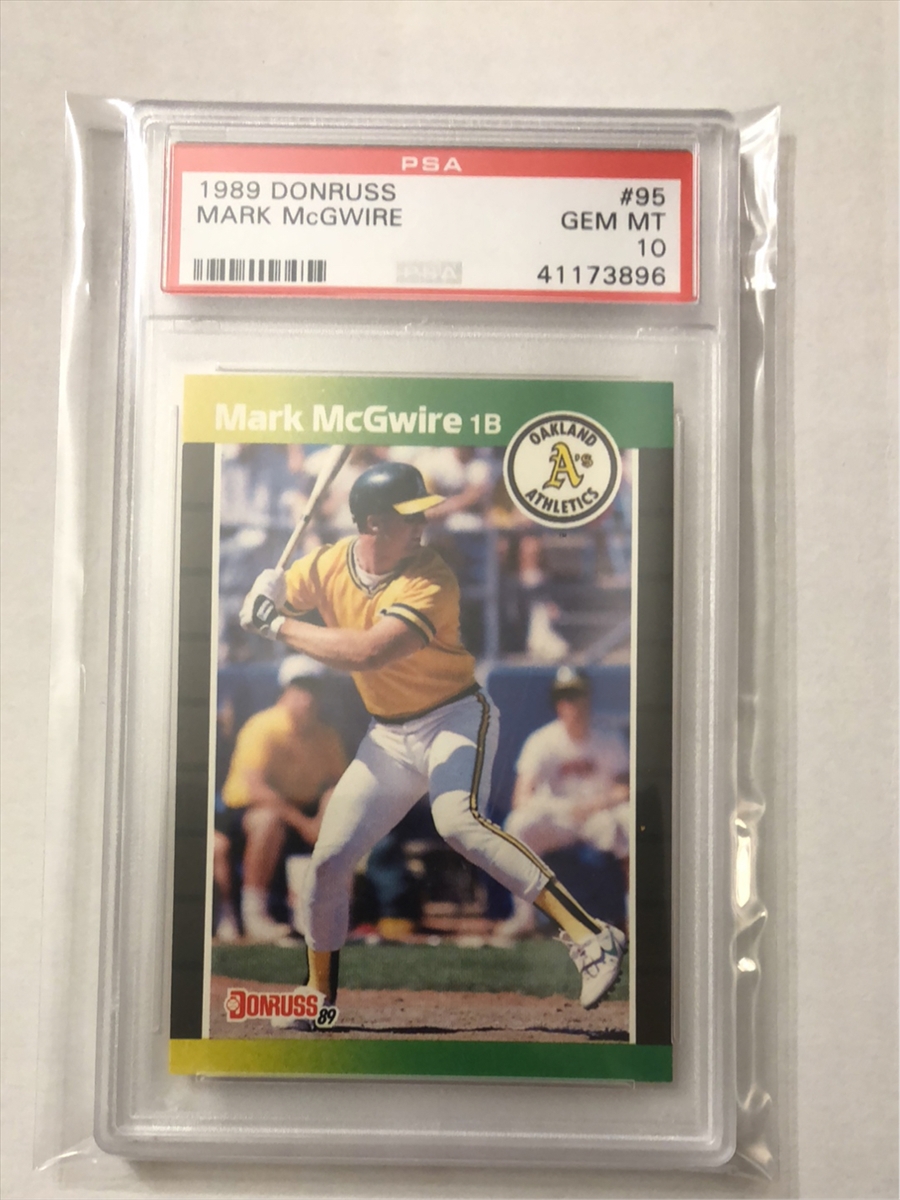 PSA
1989 DONRUSS #95
MARK McGWIRE GEM MT
10
PSA 41173896
Mark McGwire 1B
OAKLAND
A's
ATHLETICS
DONRUSS 89